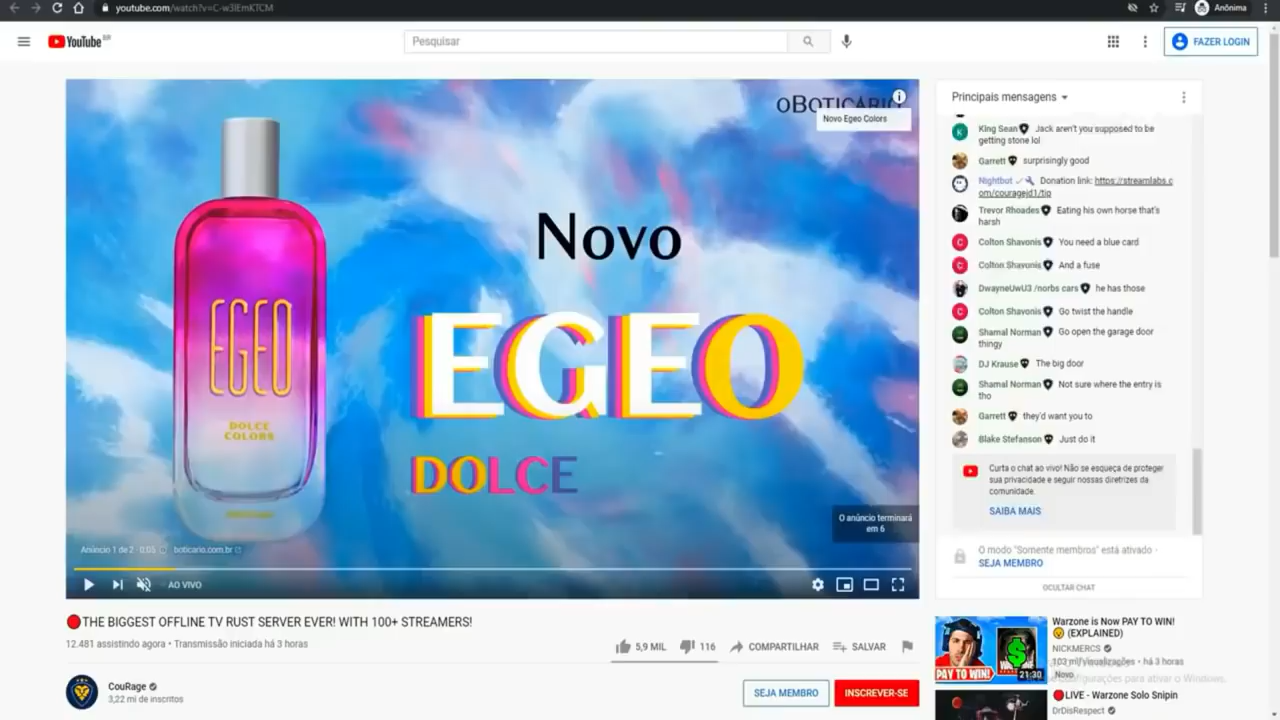 youtube.com/watch?v=C-w3lEmKTCM
Anônima
YouTube BR
Pesquisar
FAZER LOGIN
oBoticário
Novo Egeo Colors
Novo
EGEO
DOLCE
EGEO
DOLCE
COLORS
O anúncio terminará
em 6
Anúncio 1 de 2 · 0:05
boticario.com.br
AO VIVO
Principais mensagens
King Sean Jack aren't you supposed to be
getting stone lol
Garrett surprisingly good
Nightbot Donation link: https://streamlabs.c
om/couragejd1/tip
Trevor Rhoades Eating his own horse that's
harsh
Colton Shavonis You need a blue card
Colton Shavonis And a fuse
DwayneUwU3 /norbs cars he has those
Colton Shavonis Go twist the handle
Shamal Norman Go open the garage door
thingy
DJ Krause The big door
Shamal Norman Not sure where the entry is
tho
Garrett they'd want you to
Blake Stefanson Just do it
Curta o chat ao vivo! Não se esqueça de proteger
sua privacidade e seguir nossas diretrizes da
comunidade.
SAIBA MAIS
O modo "Somente membros" está ativado ·
SEJA MEMBRO
OCULTAR CHAT
THE BIGGEST OFFLINE TV RUST SERVER EVER! WITH 100+ STREAMERS!
12.481 assistindo agora • Transmissão iniciada há 3 horas
5,9 MIL
116
COMPARTILHAR
SALVAR
CouRage
3,22 mi de inscritos
SEJA MEMBRO
INSCREVER-SE
PAY TO WIN!
21:30
Warzone is Now PAY TO WIN!
(EXPLAINED)
NICKMERCS
103 mil visualizações • há 3 horas
Novo
configurações para ativar o Windows.
LIVE - Warzone Solo Snipin
DrDisRespect